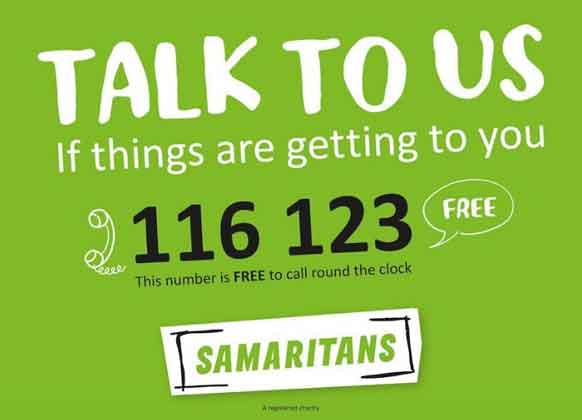 TALK TO US
If things are getting to you
116 123
FREE
This number is FREE to call round the clock
SAMARITANS
A registered charity